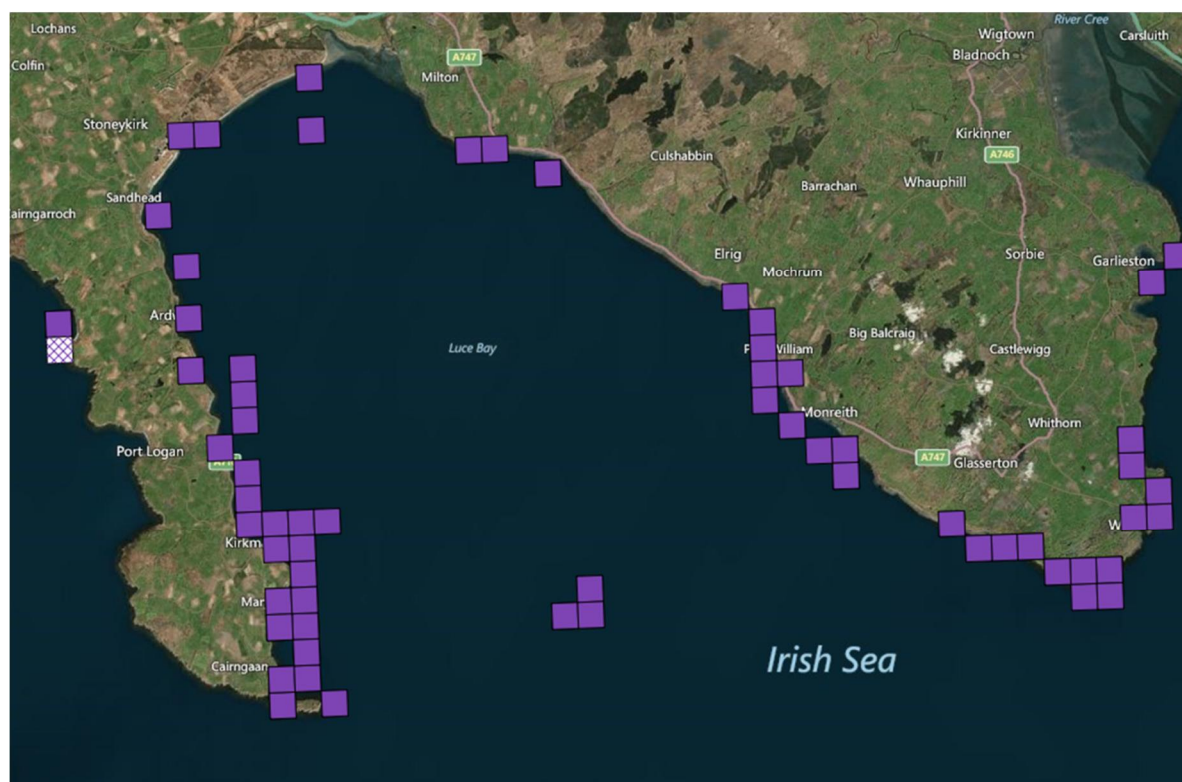 Lochans
River Cree
Wigtown
Carsluith
A747
Bladnoch
Colfin
Milton
Stoneykirk
Kirkinner
A746
Culshabbin
Barrachan
Whauphill
Sandhead
airngarroch
Elrig
Sorbie
Garlieston
Mochrum
Ard
Big Balcraig
Luce Bay
William
Castlewigg
Monreith
Whithorn
Port Logan
A747
Glasserton
W
Kirkm
Mar
Irish Sea
Cairngaan